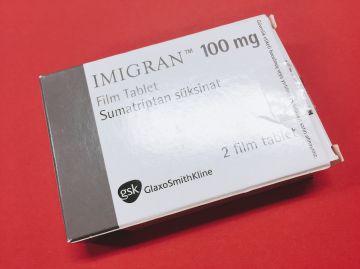 IMIGRAN™ 100 mg
Film Tablet
Sumatriptan süksinat
2 film tablet
gsk GlaxoSmithKline